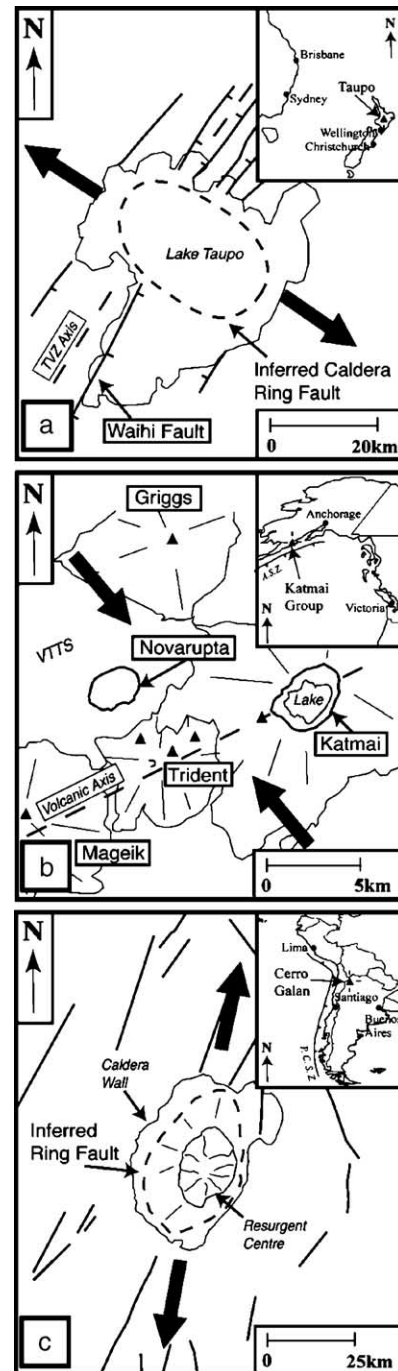 N
Brisbane
Sydney
Taupo
Wellington
Christchurch
Lake Taupo
TVZ Axis
Inferred Caldera
Ring Fault
Waihi Fault
a
0 20km
N
Griggs
Anchorage
A.S.Z.
Katmai
Group
Victoria
N
VTTS
Novarupta
Lake
Katmai
Trident
Volcanic Axis
?
Mageik
b
0 5km
N
Lima
Cerro
Galan
Santiago
Buenos
Aires
P.C.S.Z.
N
Caldera
Wall
Inferred
Ring Fault
Resurgent
Centre
c
0 25km